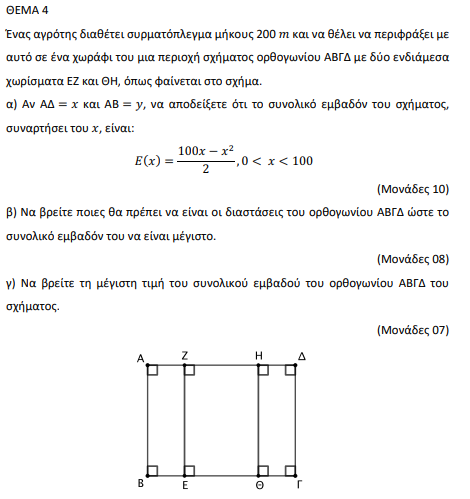 ΘΕΜΑ 4
Ένας αγρότης διαθέτει συρματόπλεγμα μήκους 200 m και να θέλει να περιφράξει με
αυτό σε ένα χωράφι του μια περιοχή σχήματος ορθογωνίου ΑΒΓΔ με δύο ενδιάμεσα
χωρίσματα ΕΖ και ΘΗ, όπως φαίνεται στο σχήμα.
α) Αν ΑΔ = x και ΑΒ = y, να αποδείξετε ότι το συνολικό εμβαδόν του σχήματος,
συναρτήσει του x, είναι:
E(x) = (100x − x²)/2 , 0 < x < 100
(Μονάδες 10)
β) Να βρείτε ποιες θα πρέπει να είναι οι διαστάσεις του ορθογωνίου ΑΒΓΔ ώστε το
συνολικό εμβαδόν του να είναι μέγιστο.
(Μονάδες 08)
γ) Να βρείτε τη μέγιστη τιμή του συνολικού εμβαδού του ορθογωνίου ΑΒΓΔ του
σχήματος.
(Μονάδες 07)
Α Ζ Η Δ
Β Ε Θ Γ